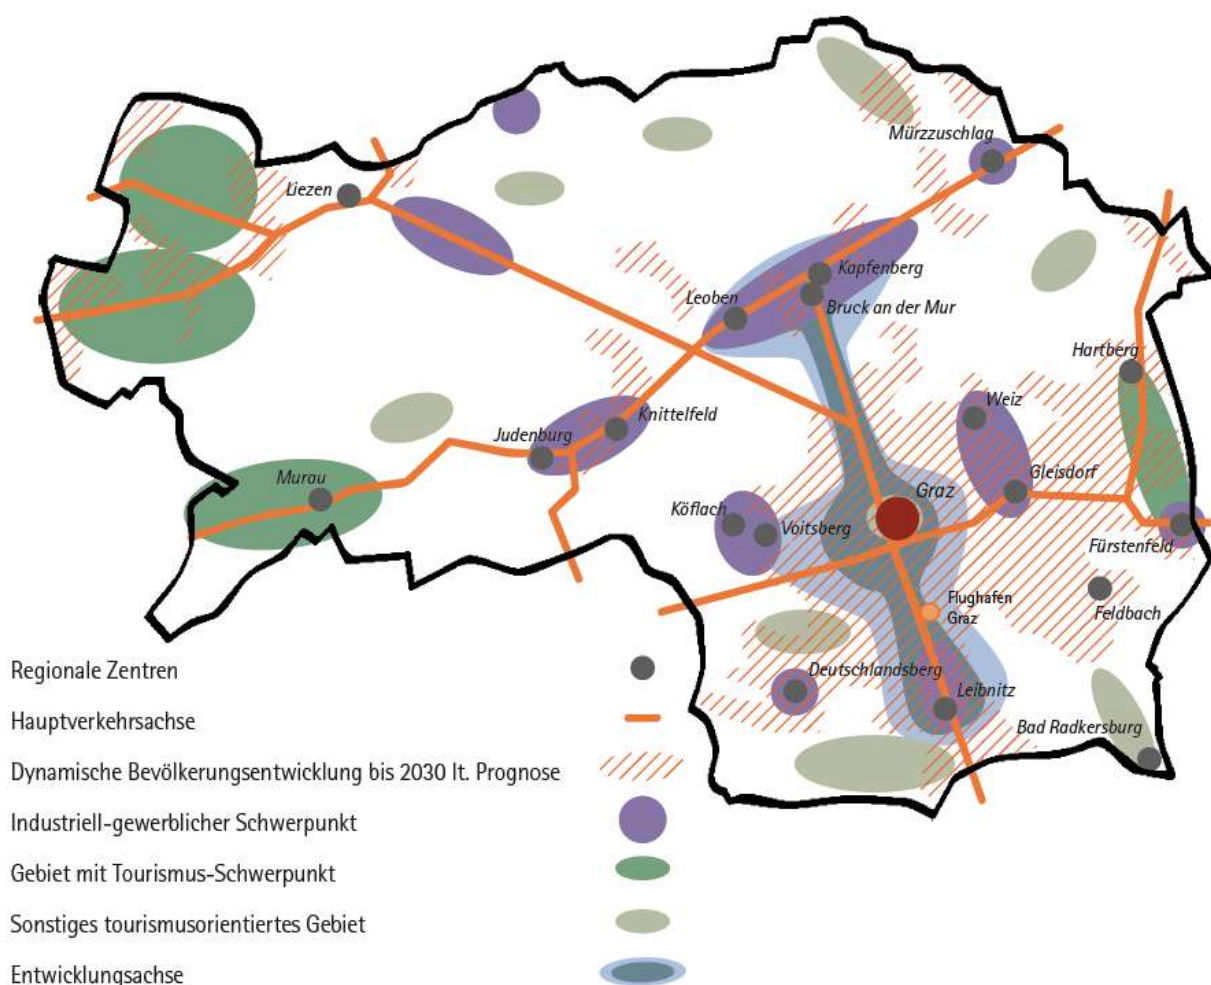 Mürzzuschlag
Liezen
Kapfenberg
Leoben
Bruck an der Mur
Hartberg
Weiz
Knittelfeld
Judenburg
Murau
Gleisdorf
Graz
Köflach
Voitsberg
Fürstenfeld
Flughafen
Graz
Feldbach
Deutschlandsberg
Leibnitz
Bad Radkersburg
Regionale Zentren
Hauptverkehrsachse
Dynamische Bevölkerungsentwicklung bis 2030 lt. Prognose
Industriell-gewerblicher Schwerpunkt
Gebiet mit Tourismus-Schwerpunkt
Sonstiges tourismusorientiertes Gebiet
Entwicklungsachse